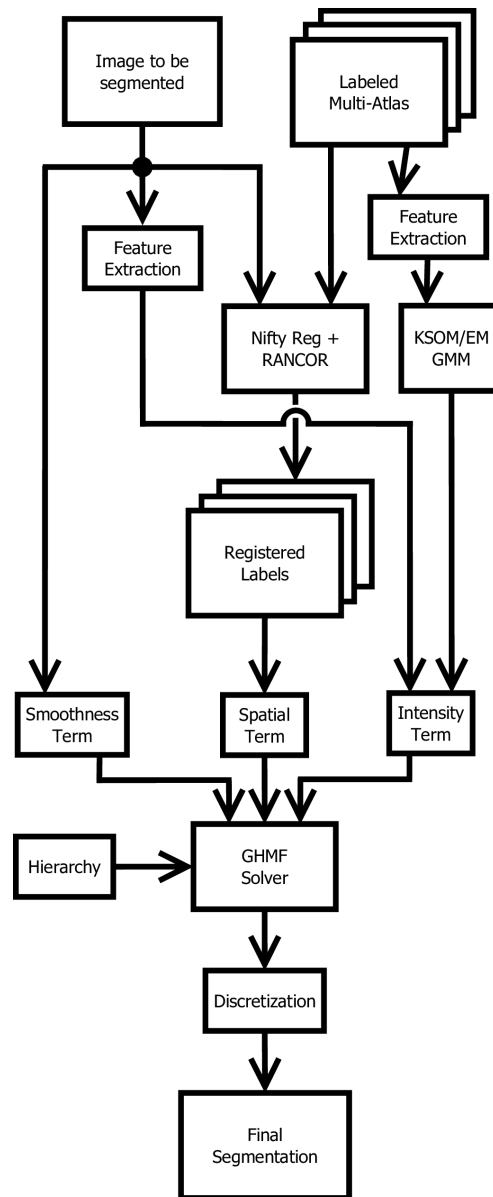 Image to be
segmented
Labeled
Multi-Atlas
Feature
Extraction
Feature
Extraction
Nifty Reg +
RANCOR
KSOM/EM
GMM
Registered
Labels
Smoothness
Term
Spatial
Term
Intensity
Term
Hierarchy
GHMF
Solver
Discretization
Final
Segmentation